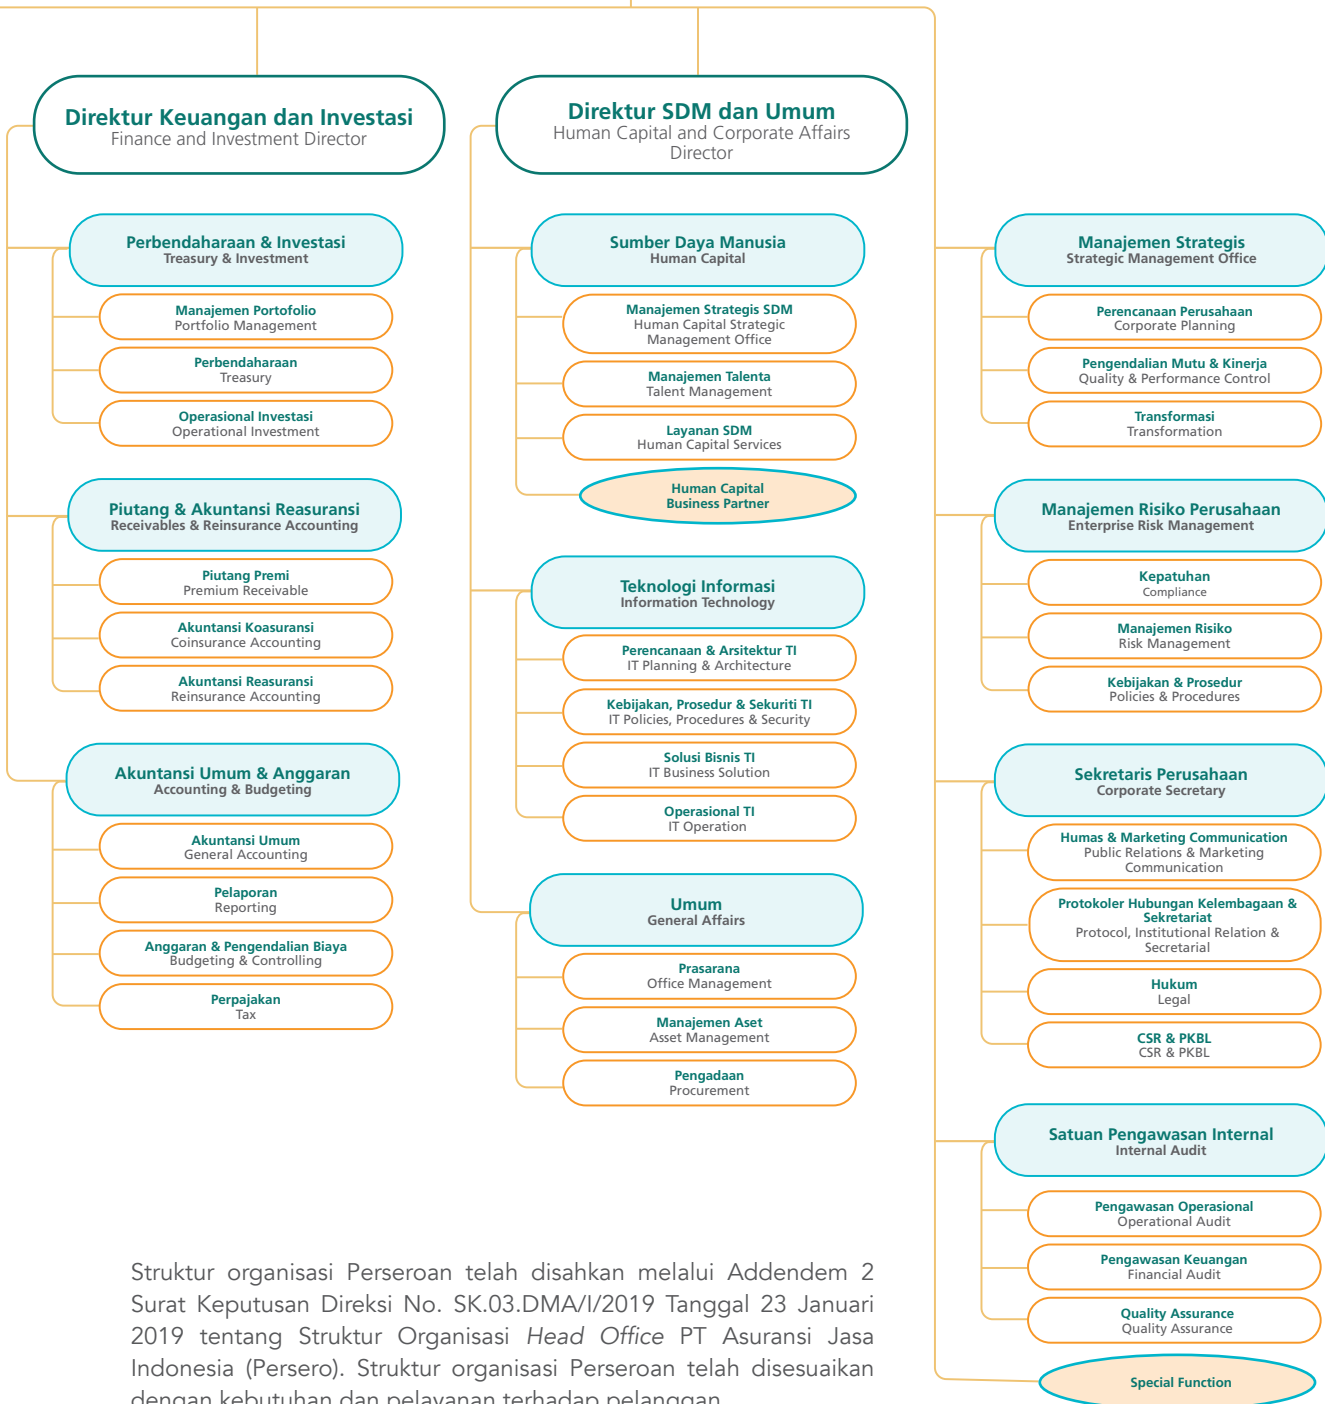 Direktur Keuangan dan Investasi
Finance and Investment Director
Perbendaharaan & Investasi
Treasury & Investment
Manajemen Portofolio
Portfolio Management
Perbendaharaan
Treasury
Operasional Investasi
Operational Investment
Piutang & Akuntansi Reasuransi
Receivables & Reinsurance Accounting
Piutang Premi
Premium Receivable
Akuntansi Koasuransi
Coinsurance Accounting
Akuntansi Reasuransi
Reinsurance Accounting
Akuntansi Umum & Anggaran
Accounting & Budgeting
Akuntansi Umum
General Accounting
Pelaporan
Reporting
Anggaran & Pengendalian Biaya
Budgeting & Controlling
Perpajakan
Tax
Direktur SDM dan Umum
Human Capital and Corporate Affairs
Director
Sumber Daya Manusia
Human Capital
Manajemen Strategis SDM
Human Capital Strategic
Management Office
Manajemen Talenta
Talent Management
Layanan SDM
Human Capital Services
Human Capital
Business Partner
Teknologi Informasi
Information Technology
Perencanaan & Arsitektur TI
IT Planning & Architecture
Kebijakan, Prosedur & Sekuriti TI
IT Policies, Procedures & Security
Solusi Bisnis TI
IT Business Solution
Operasional TI
IT Operation
Umum
General Affairs
Prasarana
Office Management
Manajemen Aset
Asset Management
Pengadaan
Procurement
Manajemen Strategis
Strategic Management Office
Perencanaan Perusahaan
Corporate Planning
Pengendalian Mutu & Kinerja
Quality & Performance Control
Transformasi
Transformation
Manajemen Risiko Perusahaan
Enterprise Risk Management
Kepatuhan
Compliance
Manajemen Risiko
Risk Management
Kebijakan & Prosedur
Policies & Procedures
Sekretaris Perusahaan
Corporate Secretary
Humas & Marketing Communication
Public Relations & Marketing
Communication
Protokoler Hubungan Kelembagaan &
Sekretariat
Protocol, Institutional Relation &
Secretarial
Hukum
Legal
CSR & PKBL
CSR & PKBL
Satuan Pengawasan Internal
Internal Audit
Pengawasan Operasional
Operational Audit
Pengawasan Keuangan
Financial Audit
Quality Assurance
Quality Assurance
Special Function
Struktur organisasi Perseroan telah disahkan melalui Addendem 2
Surat Keputusan Direksi No. SK.03.DMA/I/2019 Tanggal 23 Januari
2019 tentang Struktur Organisasi Head Office PT Asuransi Jasa
Indonesia (Persero). Struktur organisasi Perseroan telah disesuaikan
dengan kebutuhan dan pelayanan terhadap pelanggan